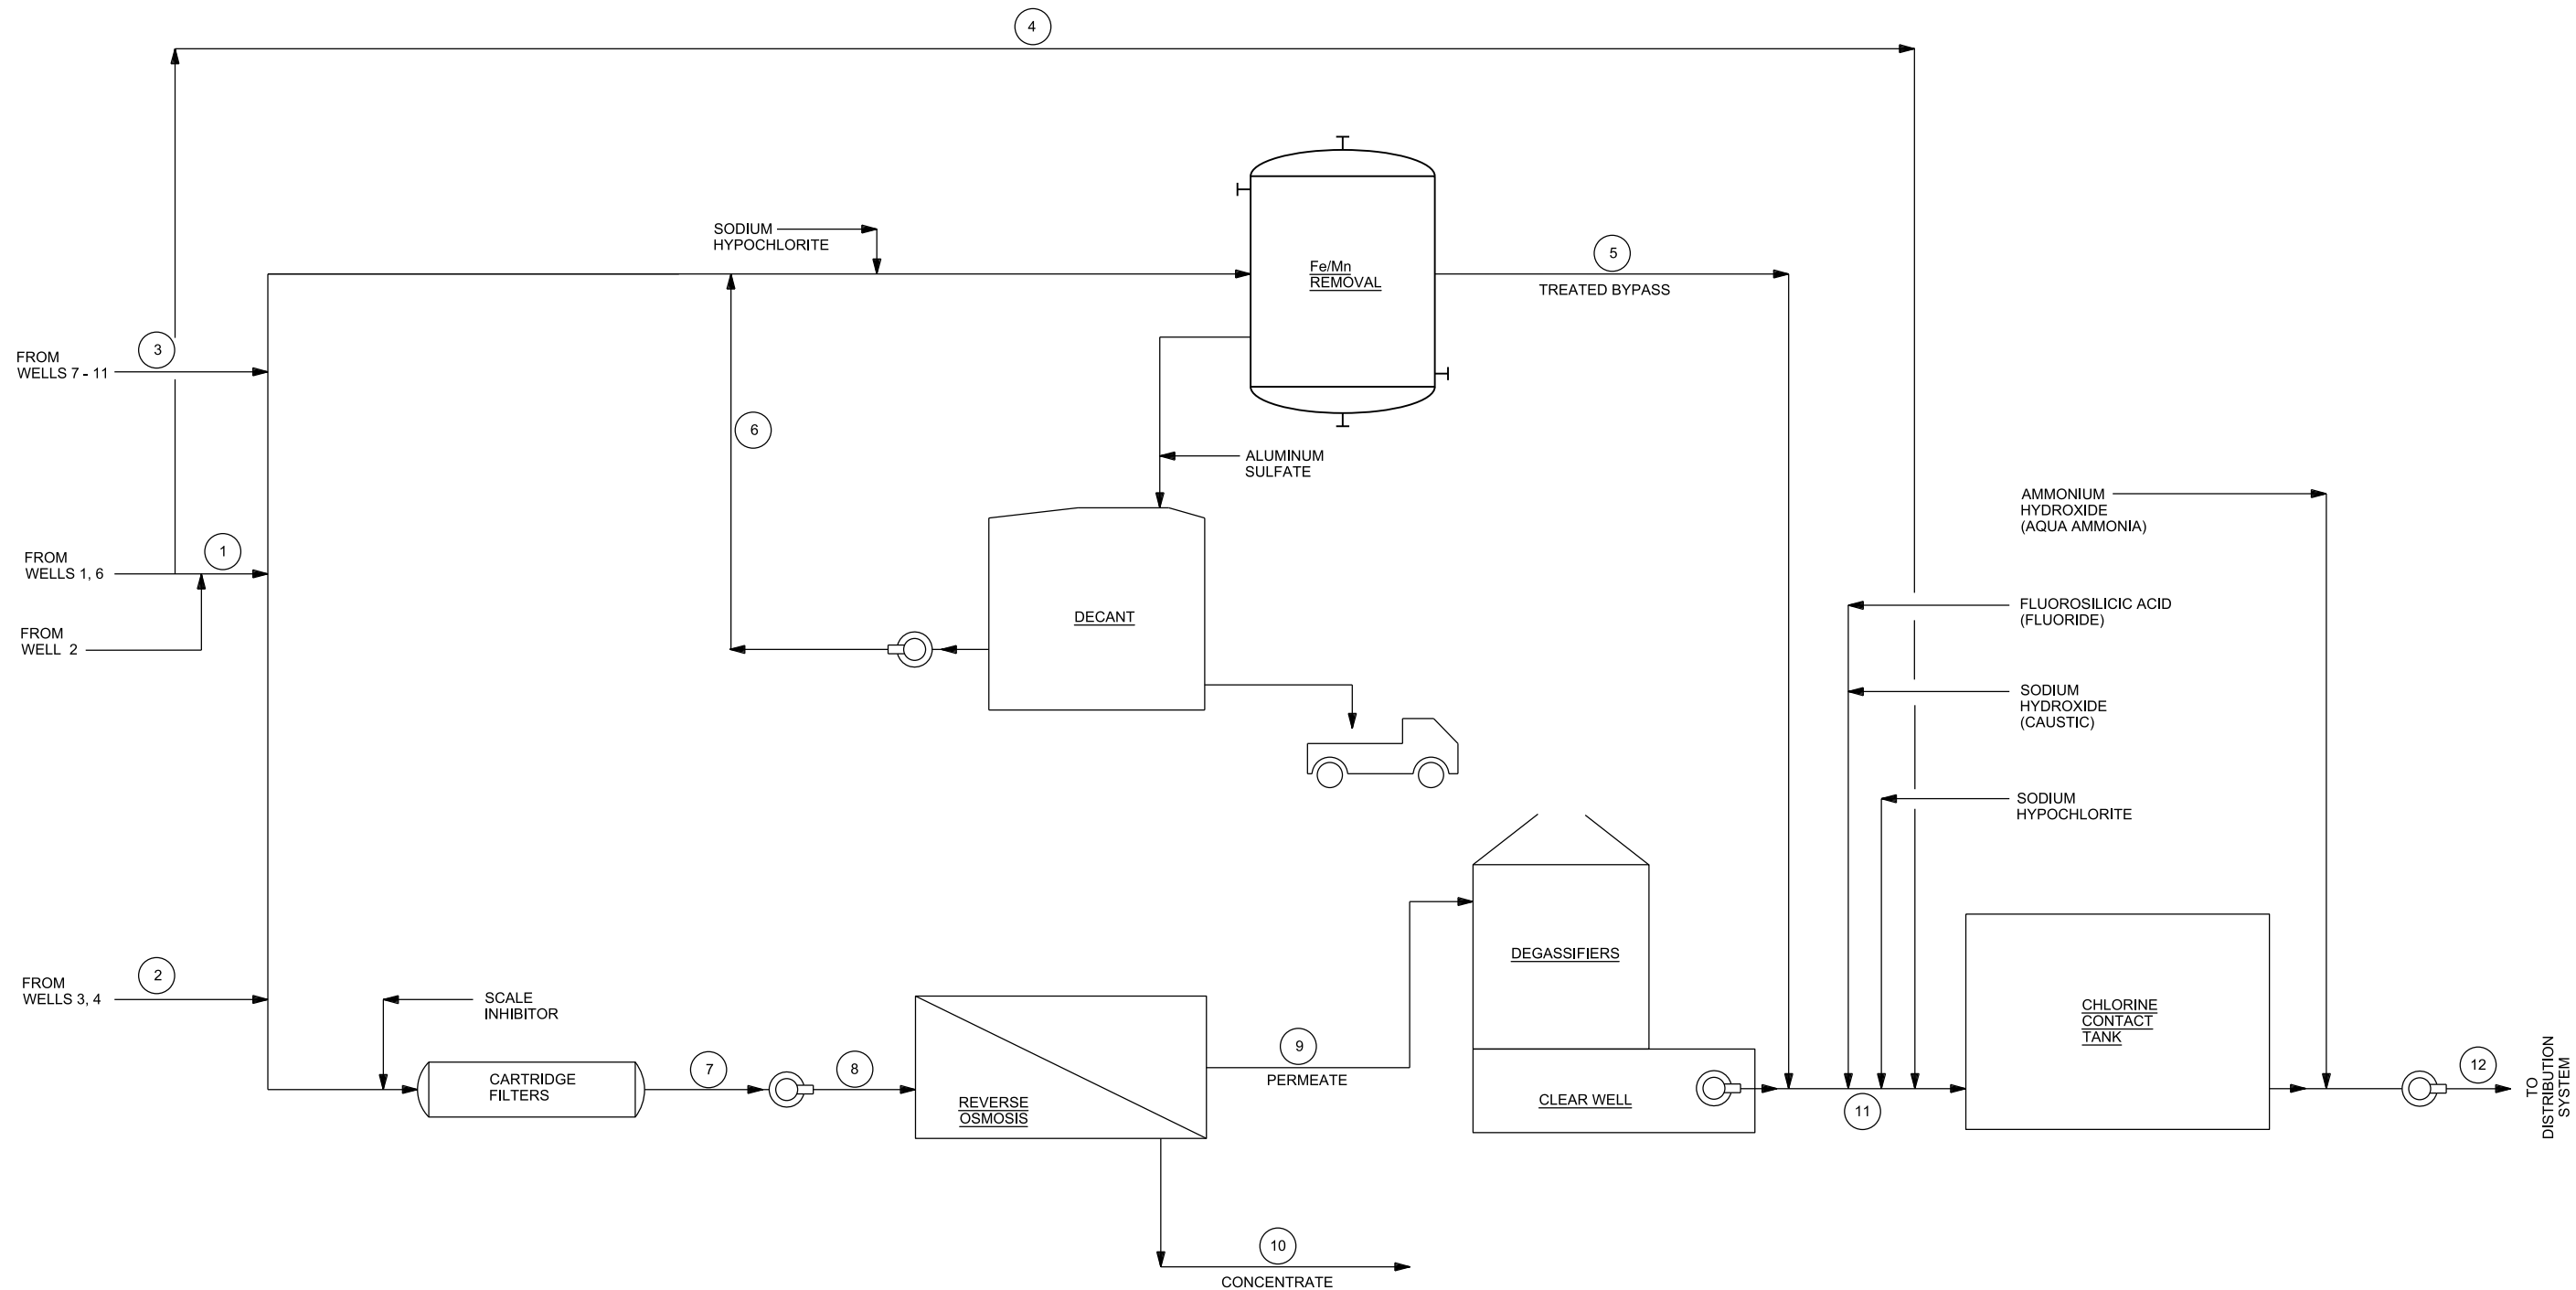 4
SODIUM
HYPOCHLORITE
Fe/Mn
REMOVAL
5
TREATED BYPASS
3
FROM
WELLS 7 - 11
6
ALUMINUM
SULFATE
AMMONIUM
HYDROXIDE
(AQUA AMMONIA)
1
FROM
WELLS 1, 6
FROM
WELL 2
DECANT
FLUOROSILICIC ACID
(FLUORIDE)
SODIUM
HYDROXIDE
(CAUSTIC)
SODIUM
HYPOCHLORITE
2
FROM
WELLS 3, 4
SCALE
INHIBITOR
DEGASSIFIERS
CHLORINE
CONTACT
TANK
CARTRIDGE
FILTERS
7
8
REVERSE
OSMOSIS
9
PERMEATE
CLEAR WELL
11
12
TO
DISTRIBUTION
SYSTEM
10
CONCENTRATE